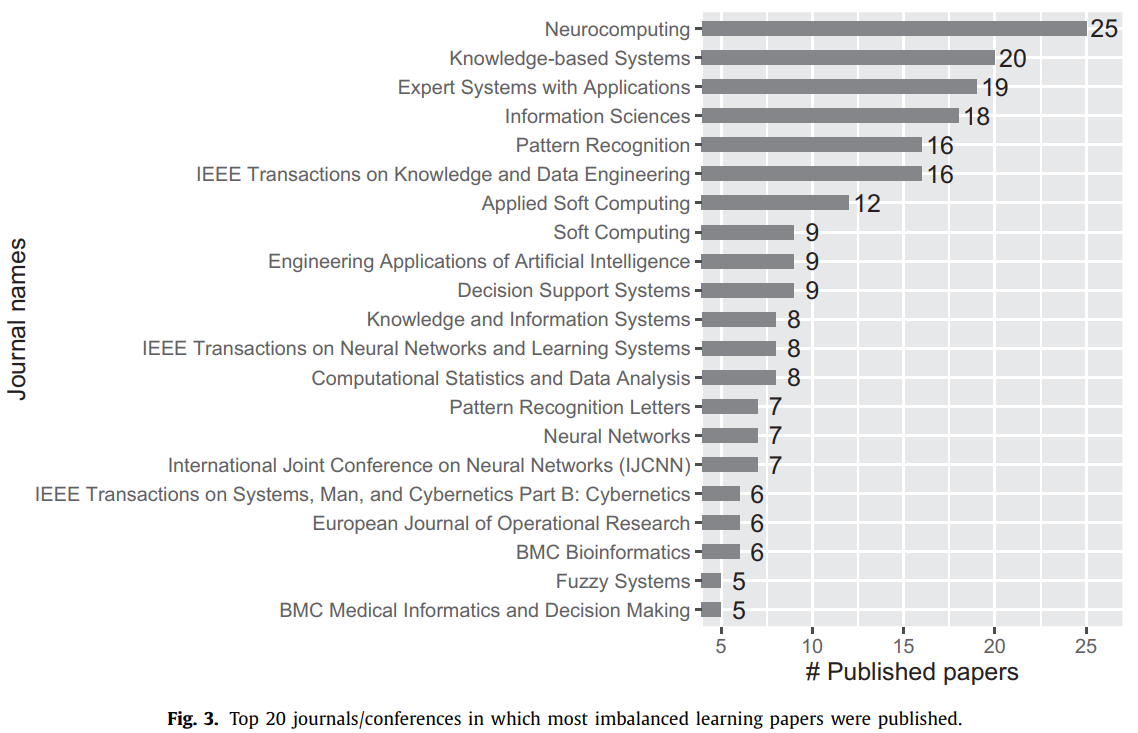 Journal names
Neurocomputing 25
Knowledge-based Systems 20
Expert Systems with Applications 19
Information Sciences 18
Pattern Recognition 16
IEEE Transactions on Knowledge and Data Engineering 16
Applied Soft Computing 12
Soft Computing 9
Engineering Applications of Artificial Intelligence 9
Decision Support Systems 9
Knowledge and Information Systems 8
IEEE Transactions on Neural Networks and Learning Systems 8
Computational Statistics and Data Analysis 8
Pattern Recognition Letters 7
Neural Networks 7
International Joint Conference on Neural Networks (IJCNN) 7
IEEE Transactions on Systems, Man, and Cybernetics Part B: Cybernetics 6
European Journal of Operational Research 6
BMC Bioinformatics 6
Fuzzy Systems 5
BMC Medical Informatics and Decision Making 5
5 10 15 20 25
# Published papers
Fig. 3. Top 20 journals/conferences in which most imbalanced learning papers were published.